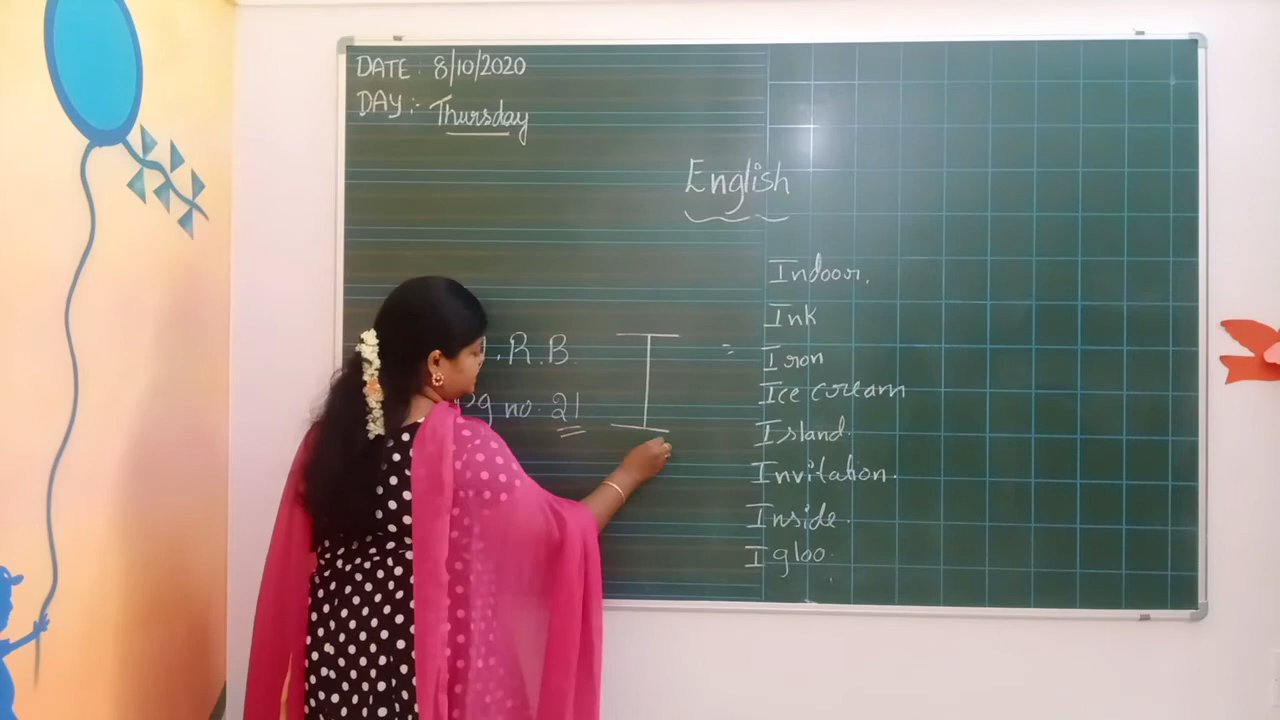 DATE : 8/10/2020
DAY :- Thursday
English
. R. B.
Pg no. 21
I =
Indoor.
Ink
Iron
Ice cream
Island.
Invitation.
Inside.
Igloo.